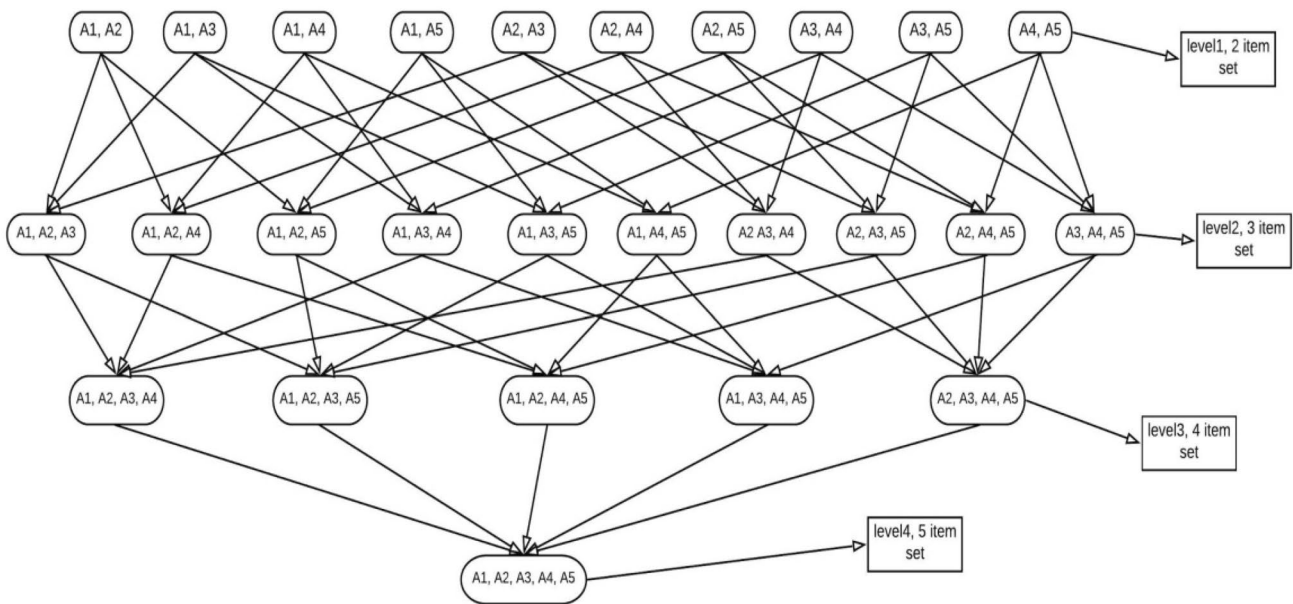 A1, A2
A1, A3
A1, A4
A1, A5
A2, A3
A2, A4
A2, A5
A3, A4
A3, A5
A4, A5
level1, 2 item
set
A1, A2, A3
A1, A2, A4
A1, A2, A5
A1, A3, A4
A1, A3, A5
A1, A4, A5
A2 A3, A4
A2, A3, A5
A2, A4, A5
A3, A4, A5
level2, 3 item
set
A1, A2, A3, A4
A1, A2, A3, A5
A1, A2, A4, A5
A1, A3, A4, A5
A2, A3, A4, A5
level3, 4 item
set
level4, 5 item
set
A1, A2, A3, A4, A5